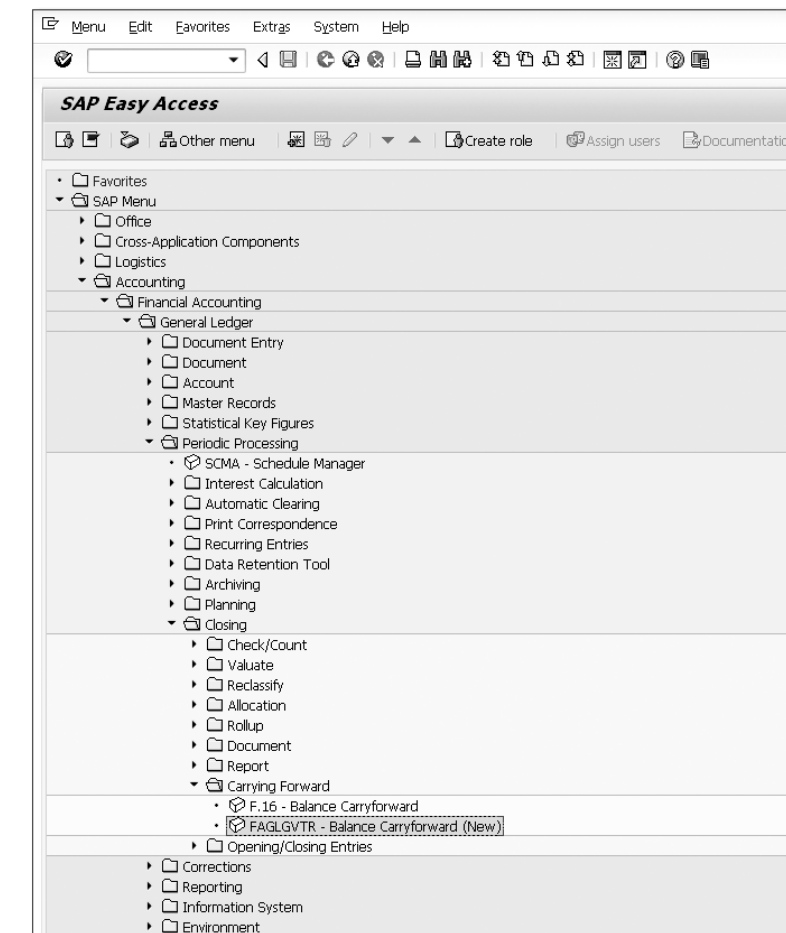 Menu Edit Favorites Extras System Help
SAP Easy Access
Other menu Create role Assign users Documentatio
Favorites
SAP Menu
Office
Cross-Application Components
Logistics
Accounting
Financial Accounting
General Ledger
Document Entry
Document
Account
Master Records
Statistical Key Figures
Periodic Processing
SCMA - Schedule Manager
Interest Calculation
Automatic Clearing
Print Correspondence
Recurring Entries
Data Retention Tool
Archiving
Planning
Closing
Check/Count
Valuate
Reclassify
Allocation
Rollup
Document
Report
Carrying Forward
F.16 - Balance Carryforward
FAGLGVTR - Balance Carryforward (New)
Opening/Closing Entries
Corrections
Reporting
Information System
Environment